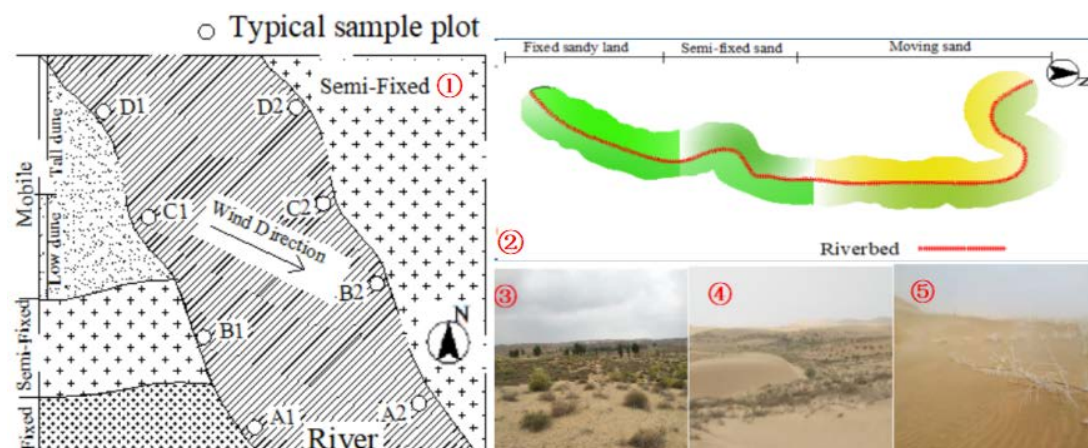 Typical sample plot
Semi-Fixed ①
D1
D2
Tall dune
Mobile
C1
C2
Low dune
Wind Direction
B2
N
B1
Semi-Fixed
A1
A2
Fixed
River
Fixed sandy land
Semi-fixed sand
Moving sand
N
②
Riverbed
③
④
⑤